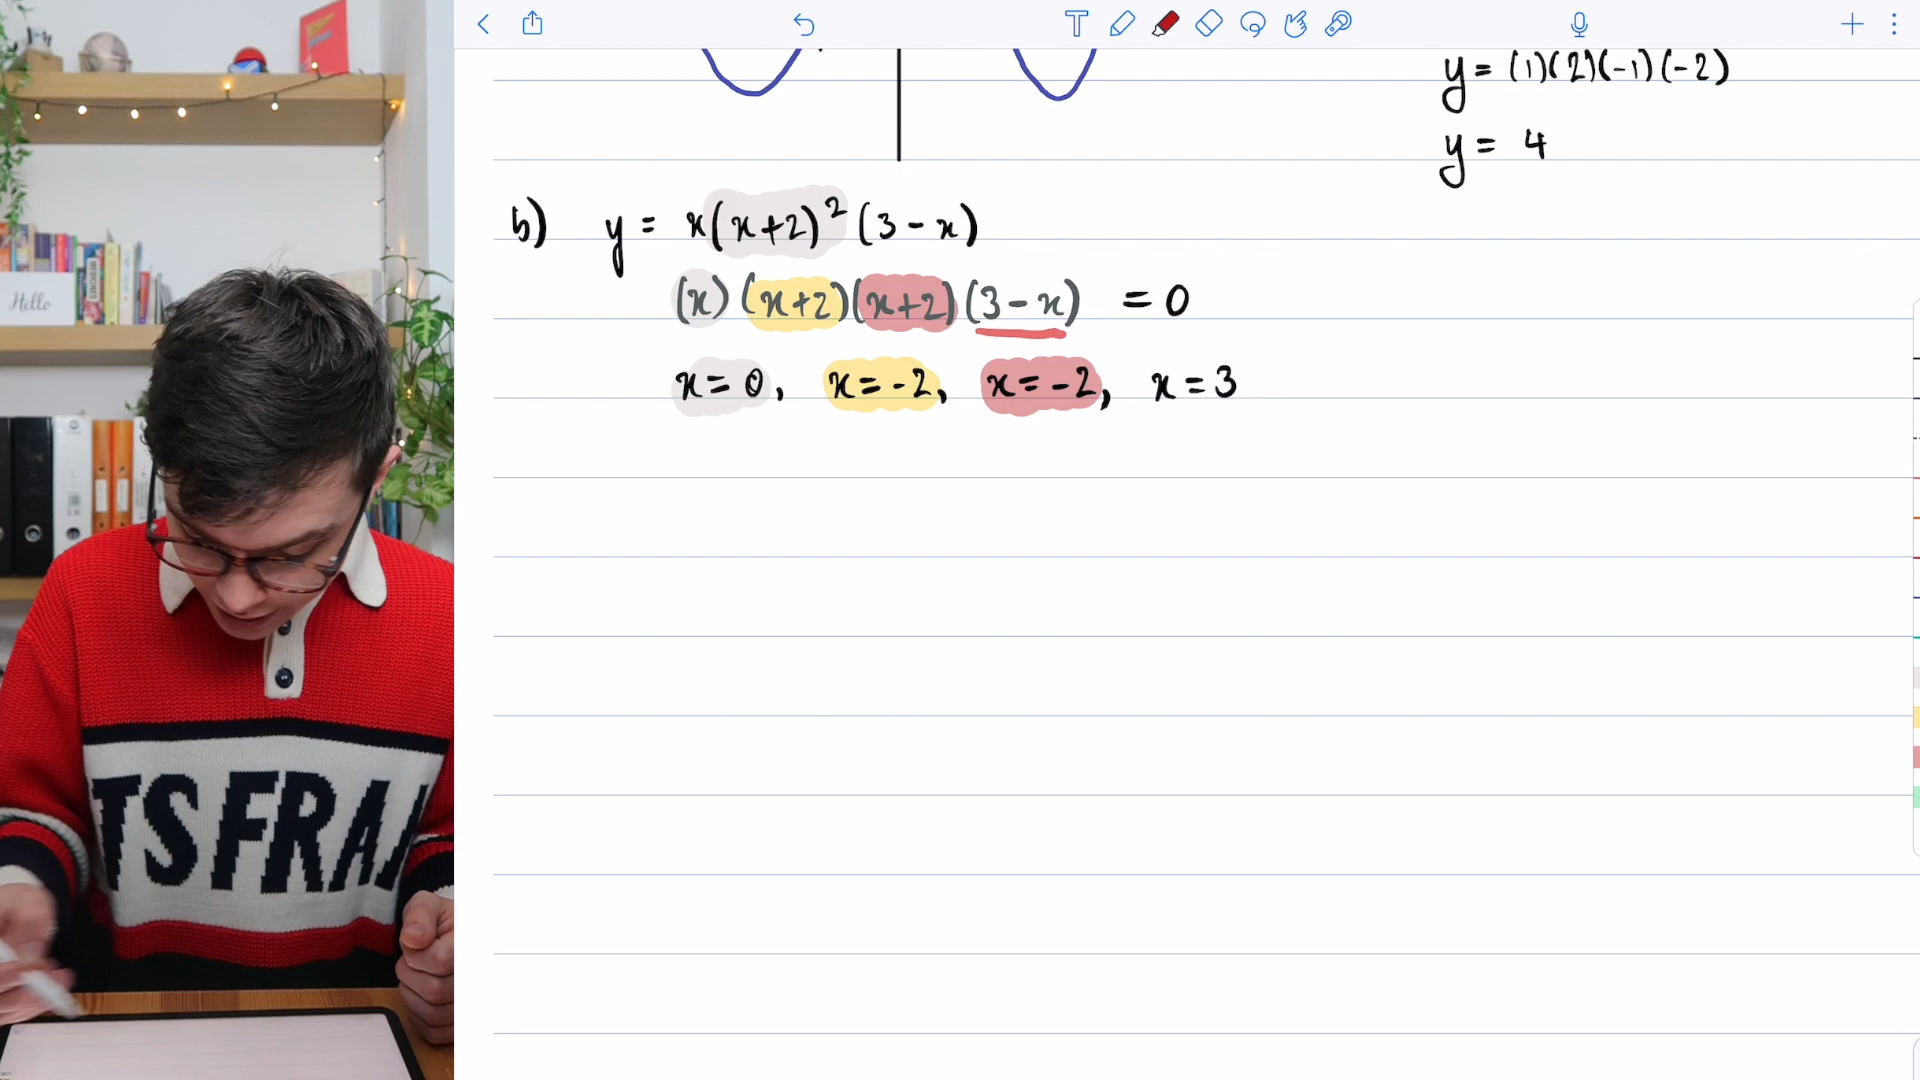 y = (1)(2)(-1)(-2)
y = 4
b) y = x(x+2)² (3-x)
(x) (x+2)(x+2)(3-x) = 0
x = 0, x = -2, x = -2, x = 3
Hello
TSFRA